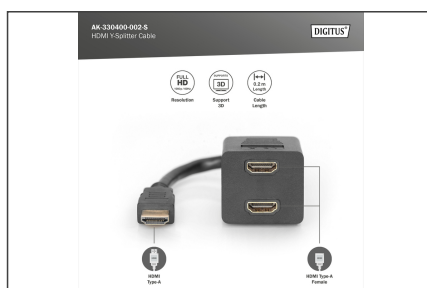 AK-330400-002-S
HDMI Y-Splitter Cable
DIGITUS®
FULL
HD
SUPPORTS
3D
0.2 m
Length
Resolution
Support
3D
Cable
Length
HDMI
Type-A
HDMI Type-A
Female